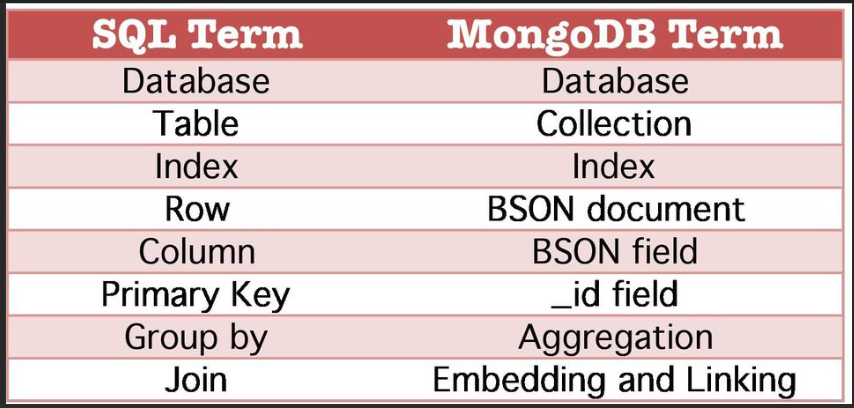 SQL Term MongoDB Term
Database Database
Table Collection
Index Index
Row BSON document
Column BSON field
Primary Key _id field
Group by Aggregation
Join Embedding and Linking